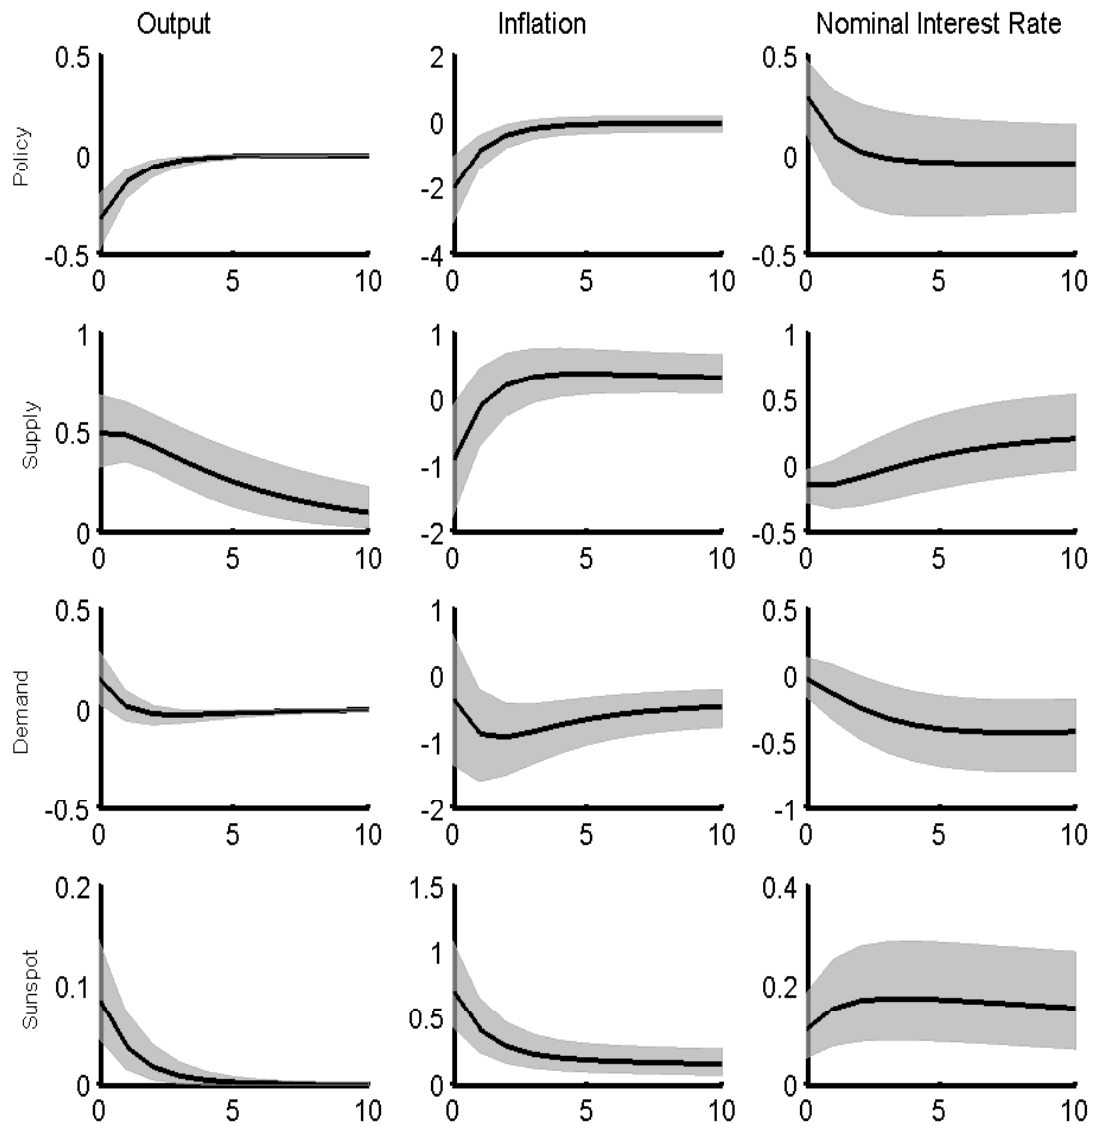 Output Inflation Nominal Interest Rate
Policy
0.5 2 0.5
0 0 0
-2
-0.5 -4 -0.5
0 5 10 0 5 10 0 5 10
Supply
1 1 1
0.5 0 0.5
-1 0
0 -2 -0.5
0 5 10 0 5 10 0 5 10
Demand
0.5 1 0.5
0 0 0
-1 -0.5
-0.5 -2 -1
0 5 10 0 5 10 0 5 10
Sunspot
0.2 1.5 0.4
0.1 1 0.2
0.5
0 0 0
0 5 10 0 5 10 0 5 10